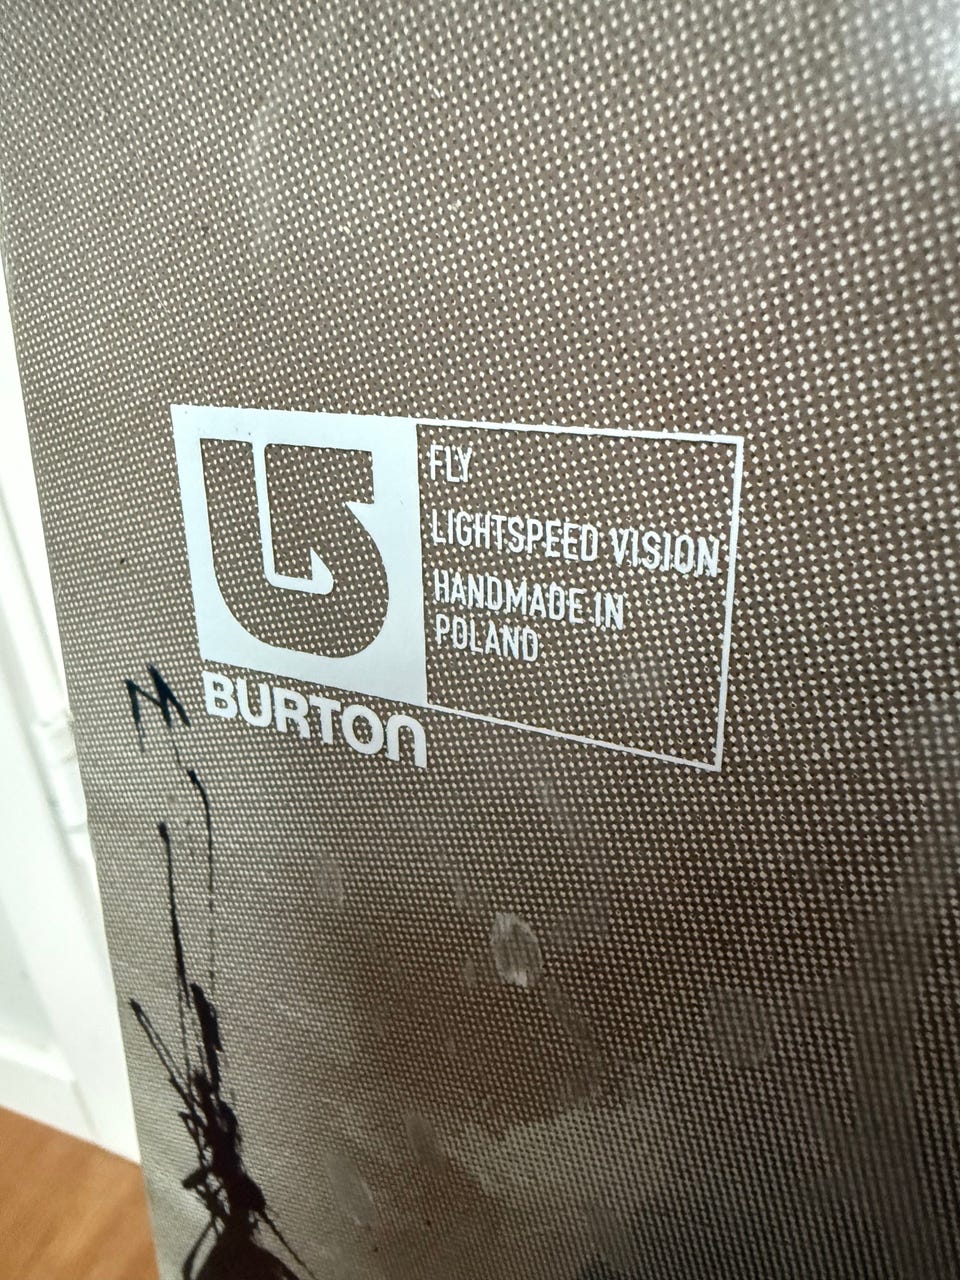 FLY
LIGHTSPEED VISION
HANDMADE IN
POLAND
BURTON